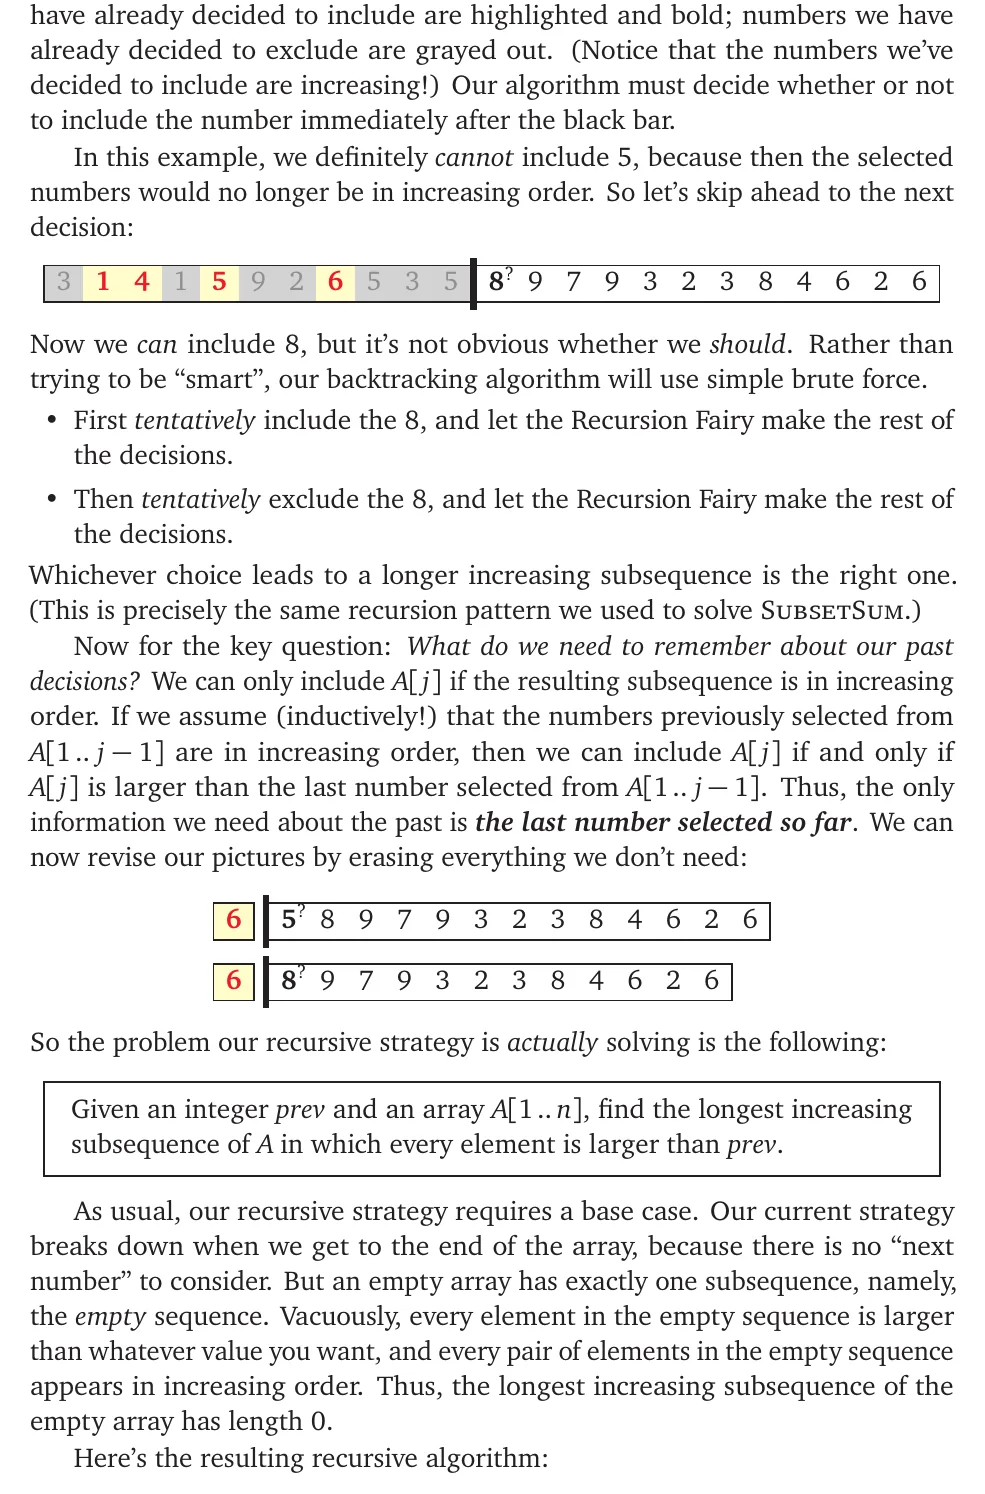 have already decided to include are highlighted and bold; numbers we have
already decided to exclude are grayed out. (Notice that the numbers we’ve
decided to include are increasing!) Our algorithm must decide whether or not
to include the number immediately after the black bar.
In this example, we definitely cannot include 5, because then the selected
numbers would no longer be in increasing order. So let’s skip ahead to the next
decision:
3 1 4 1 5 9 2 6 5 3 5 8? 9 7 9 3 2 3 8 4 6 2 6
Now we can include 8, but it’s not obvious whether we should. Rather than
trying to be “smart”, our backtracking algorithm will use simple brute force.
• First tentatively include the 8, and let the Recursion Fairy make the rest of
the decisions.
• Then tentatively exclude the 8, and let the Recursion Fairy make the rest of
the decisions.
Whichever choice leads to a longer increasing subsequence is the right one.
(This is precisely the same recursion pattern we used to solve SUBSETSUM.)
Now for the key question: What do we need to remember about our past
decisions? We can only include A[j] if the resulting subsequence is in increasing
order. If we assume (inductively!) that the numbers previously selected from
A[1 .. j − 1] are in increasing order, then we can include A[j] if and only if
A[j] is larger than the last number selected from A[1 .. j − 1]. Thus, the only
information we need about the past is the last number selected so far. We can
now revise our pictures by erasing everything we don’t need:
6 5? 8 9 7 9 3 2 3 8 4 6 2 6
6 8? 9 7 9 3 2 3 8 4 6 2 6
So the problem our recursive strategy is actually solving is the following:
Given an integer prev and an array A[1 .. n], find the longest increasing
subsequence of A in which every element is larger than prev.
As usual, our recursive strategy requires a base case. Our current strategy
breaks down when we get to the end of the array, because there is no “next
number” to consider. But an empty array has exactly one subsequence, namely,
the empty sequence. Vacuously, every element in the empty sequence is larger
than whatever value you want, and every pair of elements in the empty sequence
appears in increasing order. Thus, the longest increasing subsequence of the
empty array has length 0.
Here’s the resulting recursive algorithm: